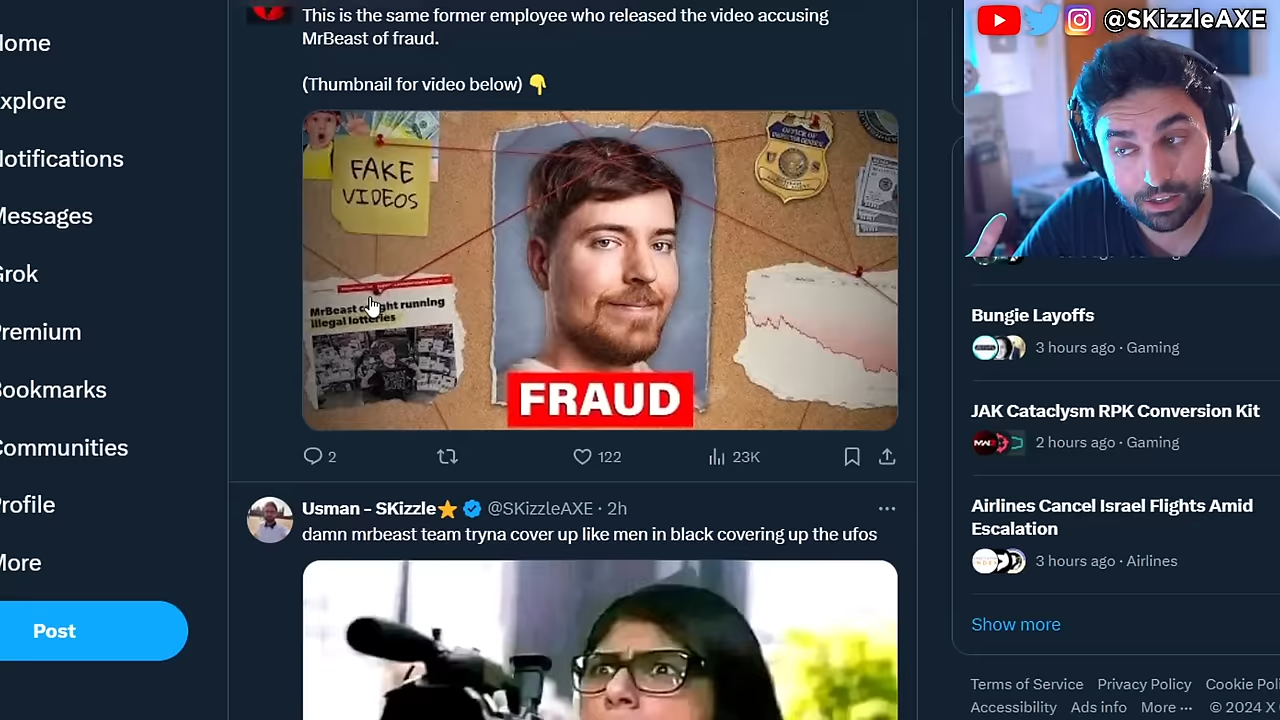 ome
xplore
otifications
essages
rok
remium
ookmarks
ommunities
rofile
ore
Post
This is the same former employee who released the video accusing
MrBeast of fraud.
(Thumbnail for video below) 👇
FAKE
VIDEOS
OFFICE OF
MrBeast caught running
illegal lotteries
FRAUD
2
122
23K
Usman – SKizzle⭐ @SKizzleAXE · 2h
damn mrbeast team tryna cover up like men in black covering up the ufos
@SKizzleAXE
Bungie Layoffs
3 hours ago · Gaming
JAK Cataclysm RPK Conversion Kit
2 hours ago · Gaming
Airlines Cancel Israel Flights Amid
Escalation
3 hours ago · Airlines
Show more
Terms of Service Privacy Policy Cookie Poli
Accessibility Ads info More ··· © 2024 X